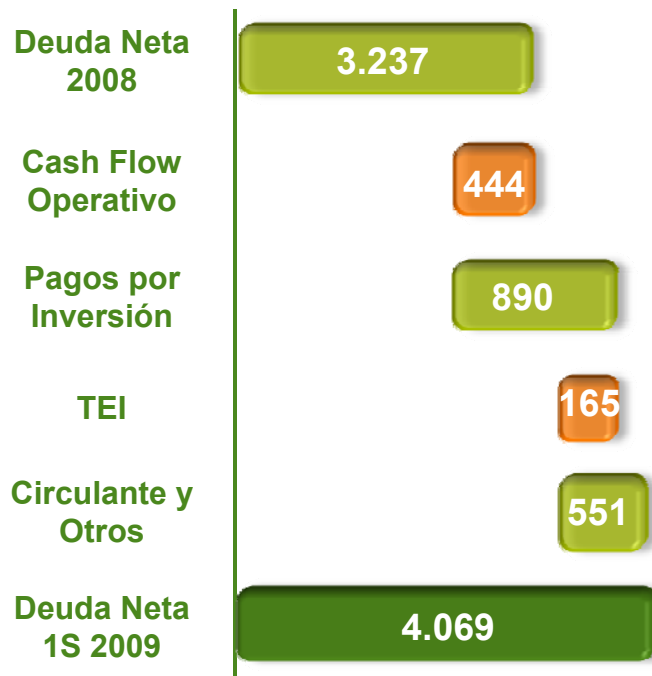 Deuda Neta
2008
3.237
Cash Flow
Operativo
444
Pagos por
Inversión
890
TEI
165
Circulante y
Otros
551
Deuda Neta
1S 2009
4.069